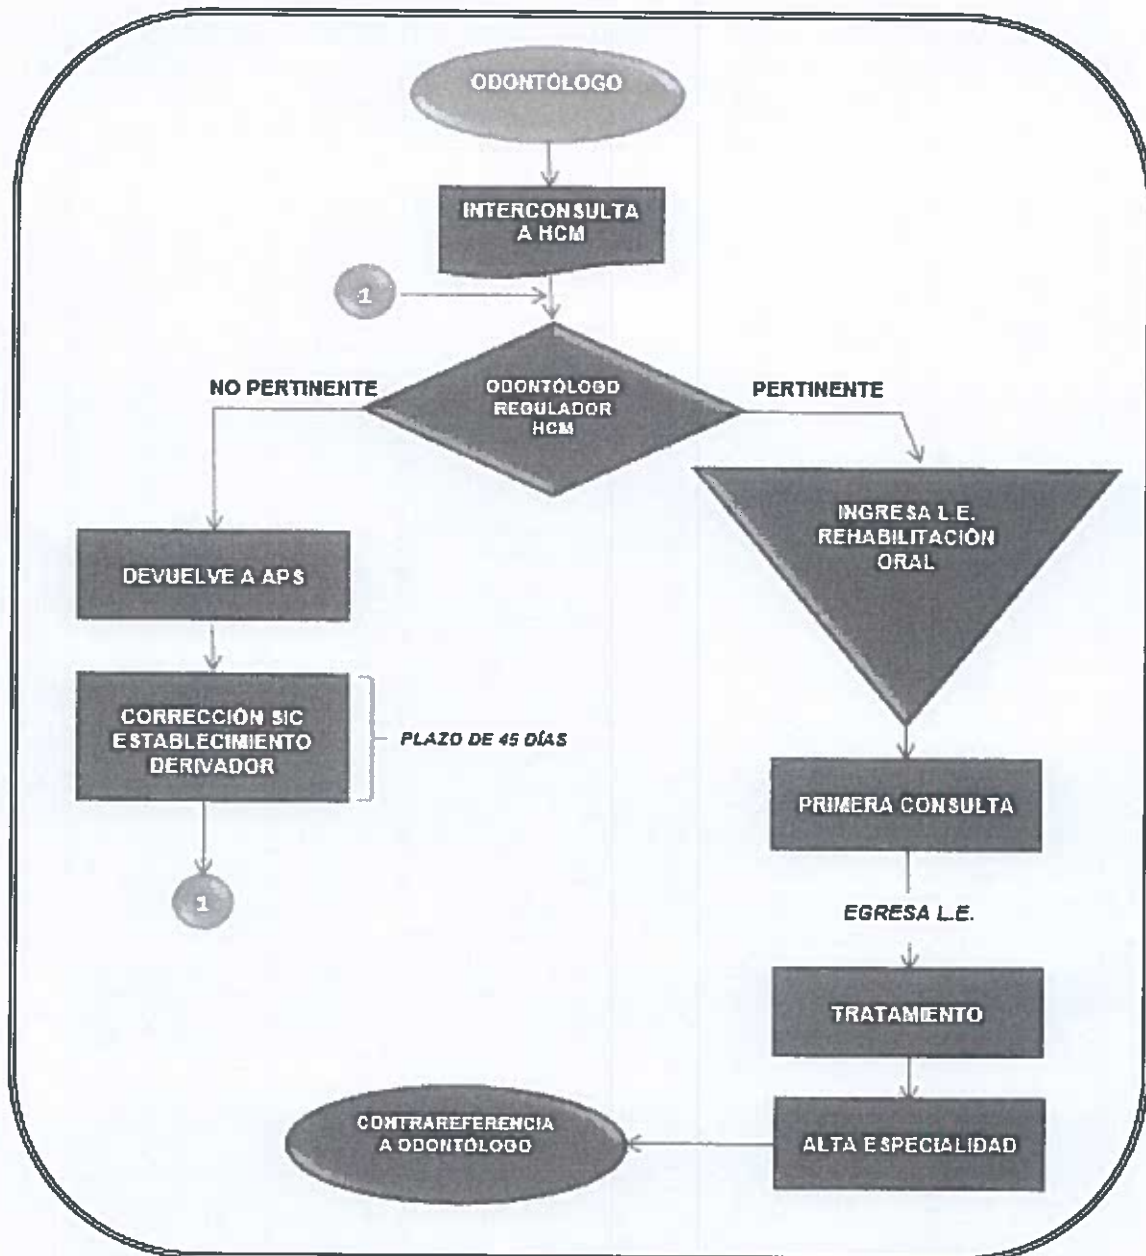 ODONTÓLOGO
INTERCONSULTA
A HCM
1
NO PERTINENTE
ODONTÓLOGO
REGULADOR
HCM
PERTINENTE
INGRESA L.E.
REHABILITACIÓN
ORAL
DEVUELVE A APS
CORRECCIÓN SIC
ESTABLECIMIENTO
DERIVADOR
PLAZO DE 45 DÍAS
1
PRIMERA CONSULTA
EGRESA L.E.
TRATAMIENTO
ALTA ESPECIALIDAD
CONTRAREFERENCIA
A ODONTÓLOGO